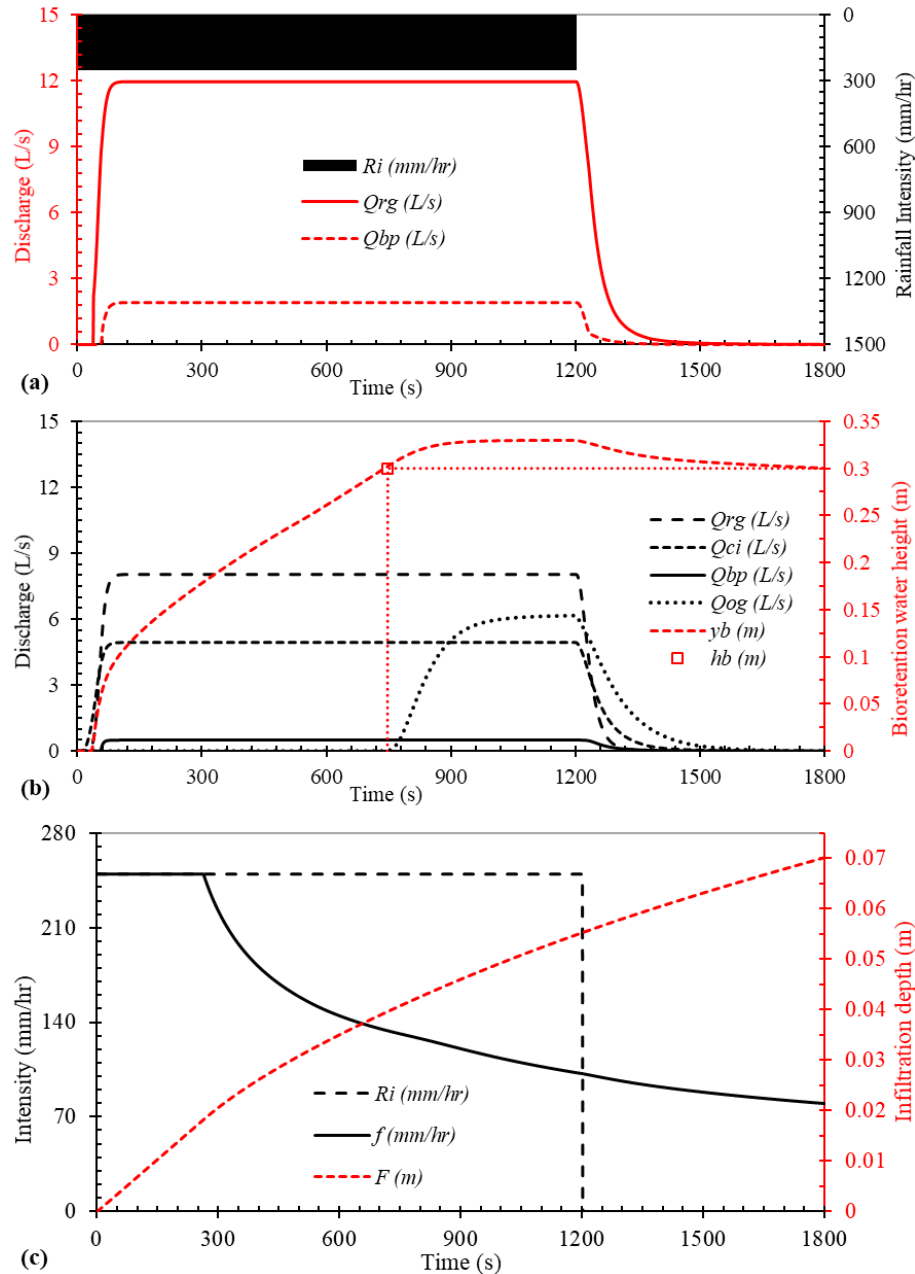 15
12
9
6
3
0
Discharge (L/s)
0
300
600
900
1200
1500
Rainfall Intensity (mm/hr)
Ri (mm/hr)
Qrg (L/s)
Qbp (L/s)
0
300
600
900
1200
1500
1800
Time (s)
(a)
15
12
9
6
3
0
Discharge (L/s)
0.35
0.3
0.25
0.2
0.15
0.1
0.05
0
Bioretention water height (m)
Qrg (L/s)
Qci (L/s)
Qbp (L/s)
Qog (L/s)
yb (m)
hb (m)
0
300
600
900
1200
1500
1800
Time (s)
(b)
280
210
140
70
0
Intensity (mm/hr)
0.07
0.06
0.05
0.04
0.03
0.02
0.01
0
Infiltration depth (m)
Ri (mm/hr)
f (mm/hr)
F (m)
0
300
600
900
1200
1500
1800
Time (s)
(c)